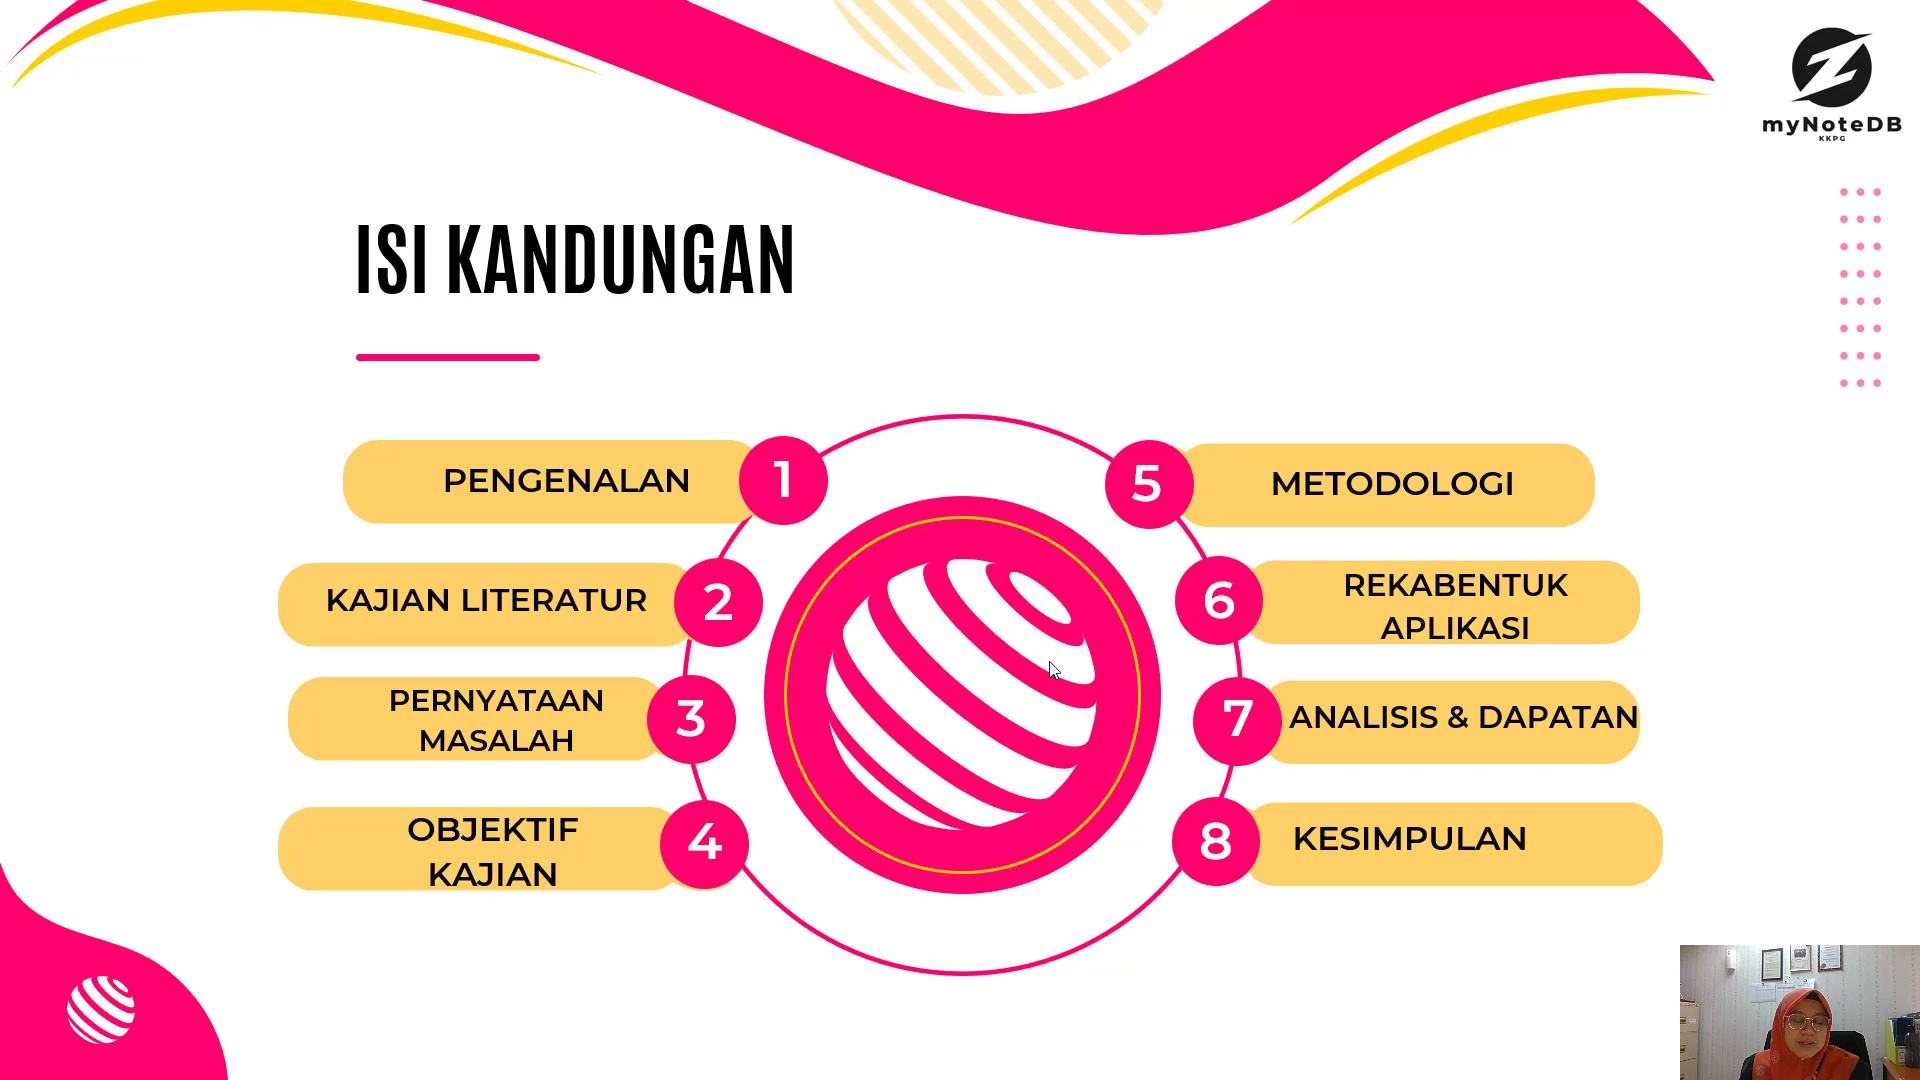 myNoteDB
KKPG
ISI KANDUNGAN
PENGENALAN 1
KAJIAN LITERATUR 2
PERNYATAAN
MASALAH
3
OBJEKTIF
KAJIAN
4
5 METODOLOGI
6
REKABENTUK
APLIKASI
7 ANALISIS & DAPATAN
8 KESIMPULAN